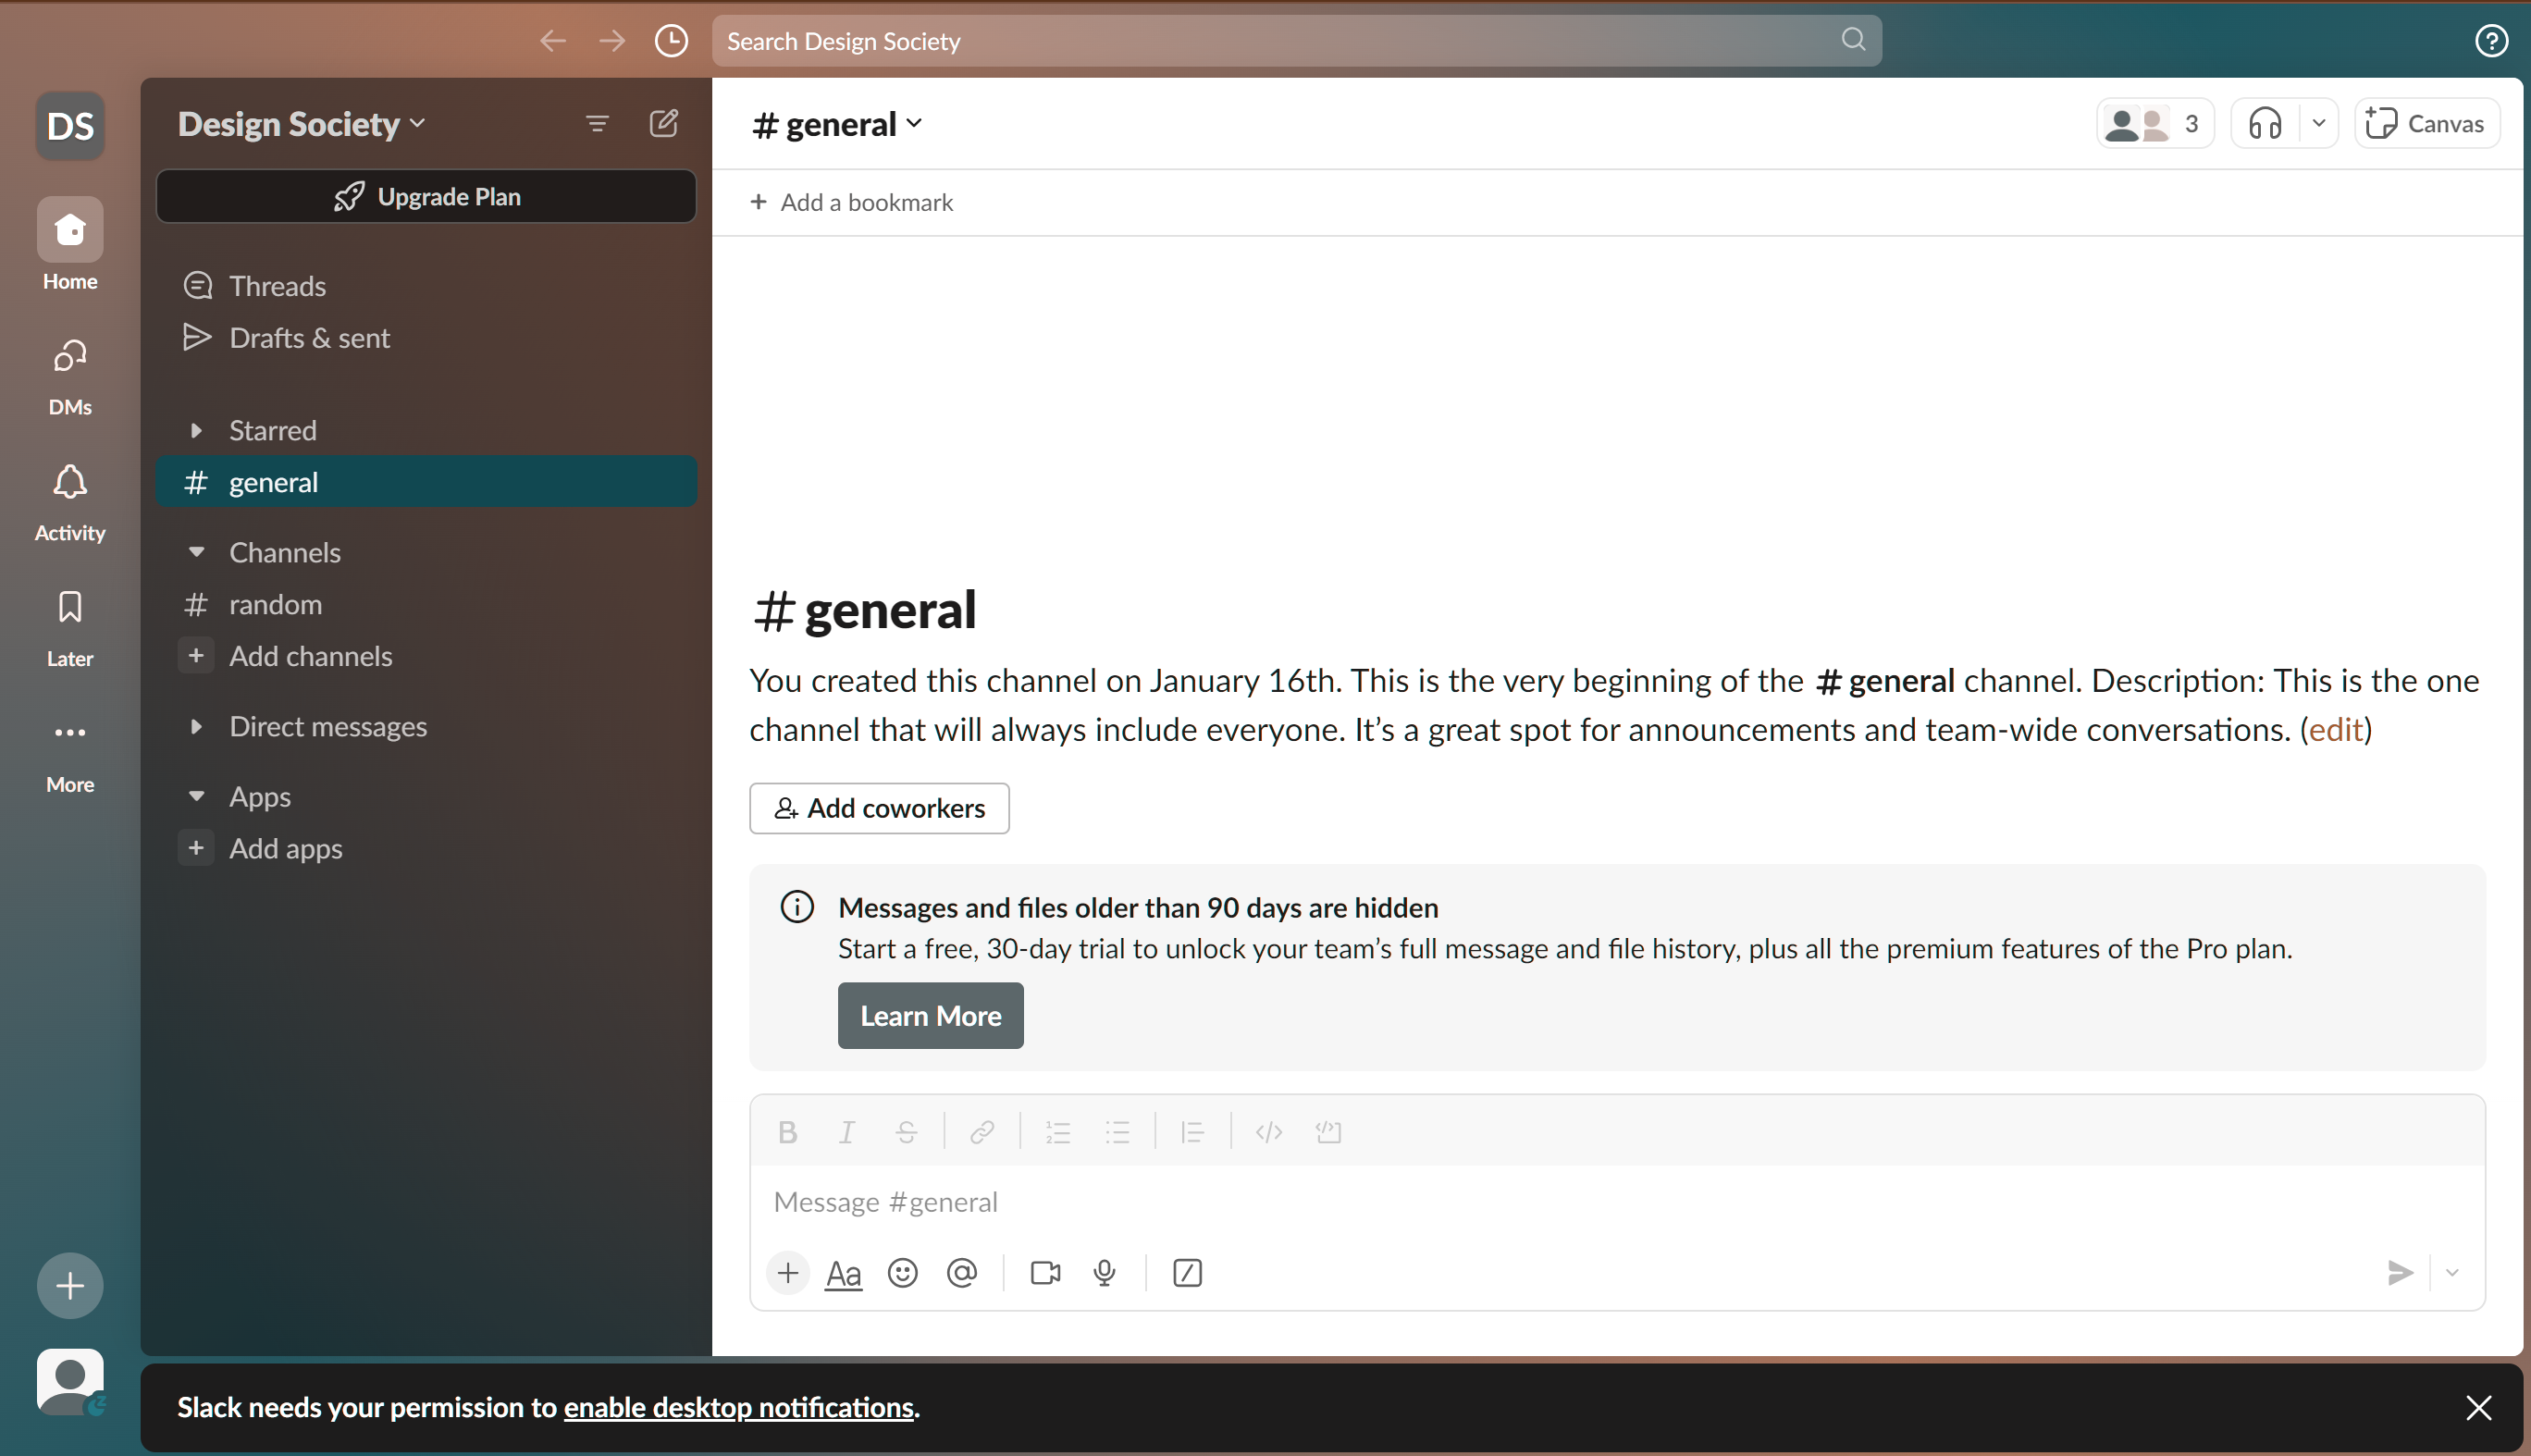 Search Design Society
DS
Home
DMs
Activity
Later
More
Design Society
Upgrade Plan
Threads
Drafts & sent
Starred
# general
Channels
# random
+ Add channels
Direct messages
Apps
+ Add apps
# general
3
Canvas
+ Add a bookmark
# general
You created this channel on January 16th. This is the very beginning of the # general channel. Description: This is the one
channel that will always include everyone. It’s a great spot for announcements and team-wide conversations. (edit)
Add coworkers
Messages and files older than 90 days are hidden
Start a free, 30-day trial to unlock your team’s full message and file history, plus all the premium features of the Pro plan.
Learn More
B I S
Message #general
+ Aa @
Slack needs your permission to enable desktop notifications.